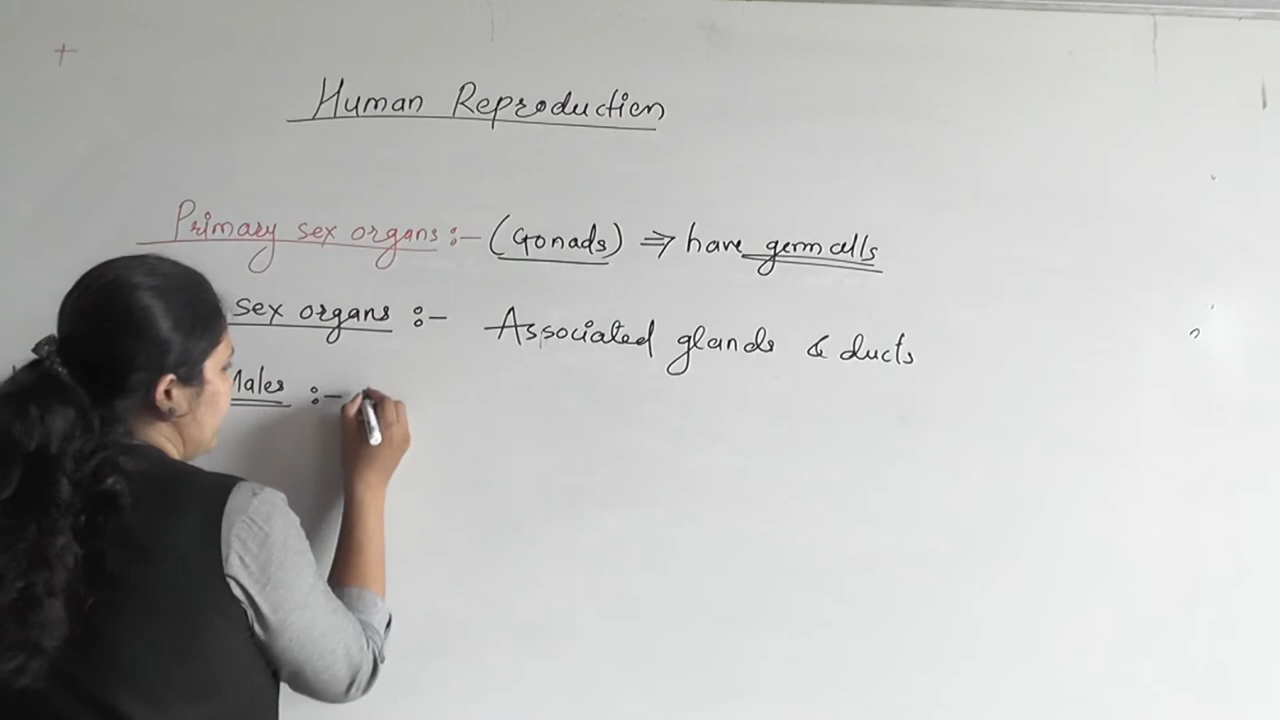 Human Reproduction
Primary sex organs :- (Gonads) ⇒ have germ cells
sex organs :- Associated glands & ducts
Males :-